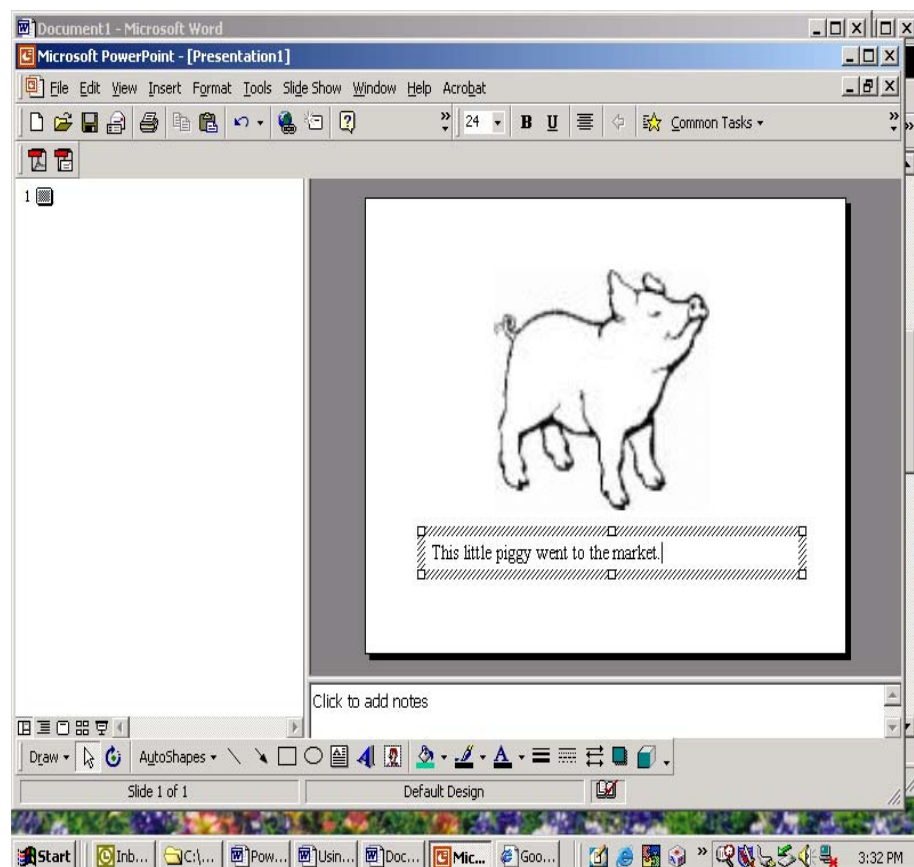 Document1 - Microsoft Word
Microsoft PowerPoint - [Presentation1]
File Edit View Insert Format Tools Slide Show Window Help Acrobat
24 B U Common Tasks
1
This little piggy went to the market.
Click to add notes
Draw AutoShapes
Slide 1 of 1 Default Design
Start Inb... C:\... Pow... Usin... Doc... Mic... Goo... 3:32 PM